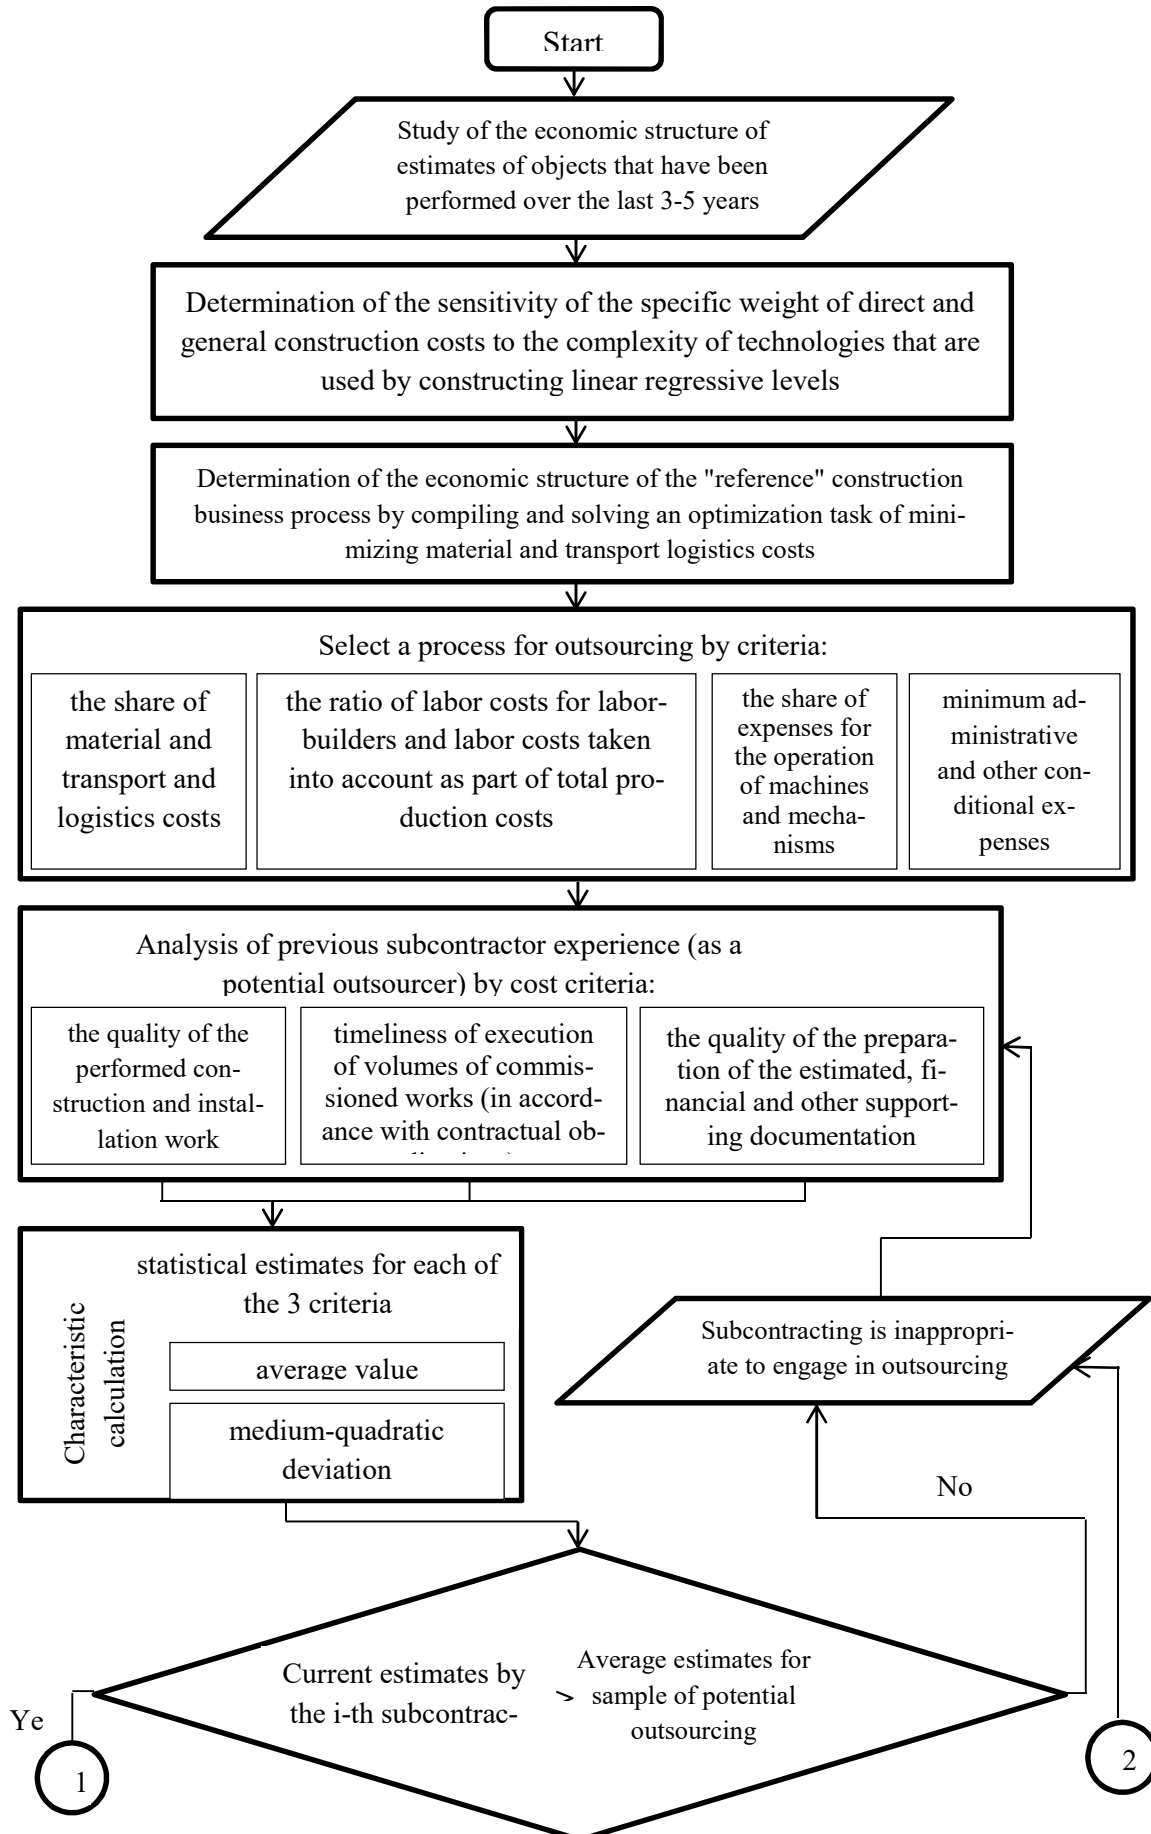 Start
Study of the economic structure of
estimates of objects that have been
performed over the last 3-5 years
Determination of the sensitivity of the specific weight of direct and
general construction costs to the complexity of technologies that are
used by constructing linear regressive levels
Determination of the economic structure of the "reference" construction
business process by compiling and solving an optimization task of mini-
mizing material and transport logistics costs
Select a process for outsourcing by criteria:
the share of
material and
transport and
logistics costs
the ratio of labor costs for labor-
builders and labor costs taken
into account as part of total pro-
duction costs
the share of
expenses for
the operation
of machines
and mecha-
nisms
minimum ad-
ministrative
and other con-
ditional ex-
penses
Analysis of previous subcontractor experience (as a
potential outsourcer) by cost criteria:
the quality of the
performed con-
struction and instal-
lation work
timeliness of execution
of volumes of commis-
sioned works (in accord-
ance with contractual ob-
the quality of the prepara-
tion of the estimated, fi-
nancial and other support-
ing documentation
Characteristic
calculation
statistical estimates for each of
the 3 criteria
average value
medium-quadratic
deviation
Subcontracting is inappropri-
ate to engage in outsourcing
No
Current estimates by
the i-th subcontrac-
>
Average estimates for
sample of potential
outsourcing
Ye
1
2